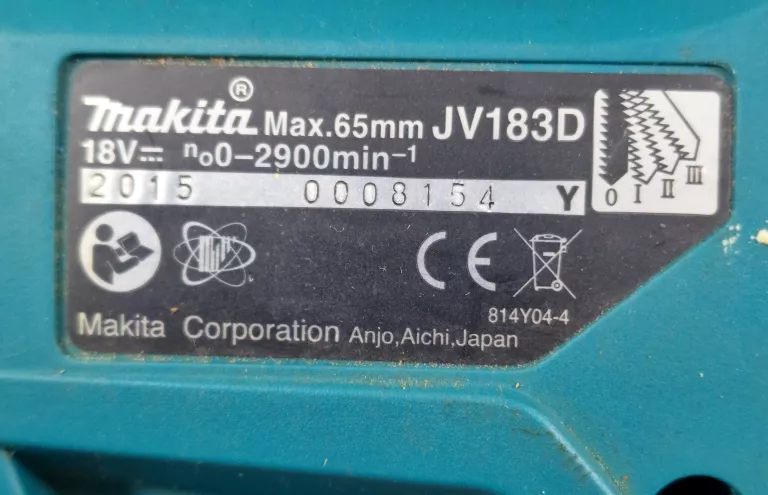 makita® Max.65mm JV183D
18V⎓ n₀0-2900min⁻¹
2015 0008154 Y
0 I II III
CE
814Y04-4
Makita Corporation Anjo,Aichi,Japan